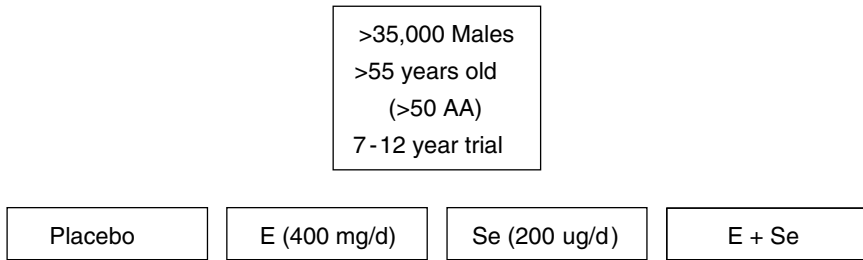 >35,000 Males
>55 years old
(>50 AA)
7-12 year trial
Placebo
E (400 mg/d)
Se (200 ug/d)
E + Se